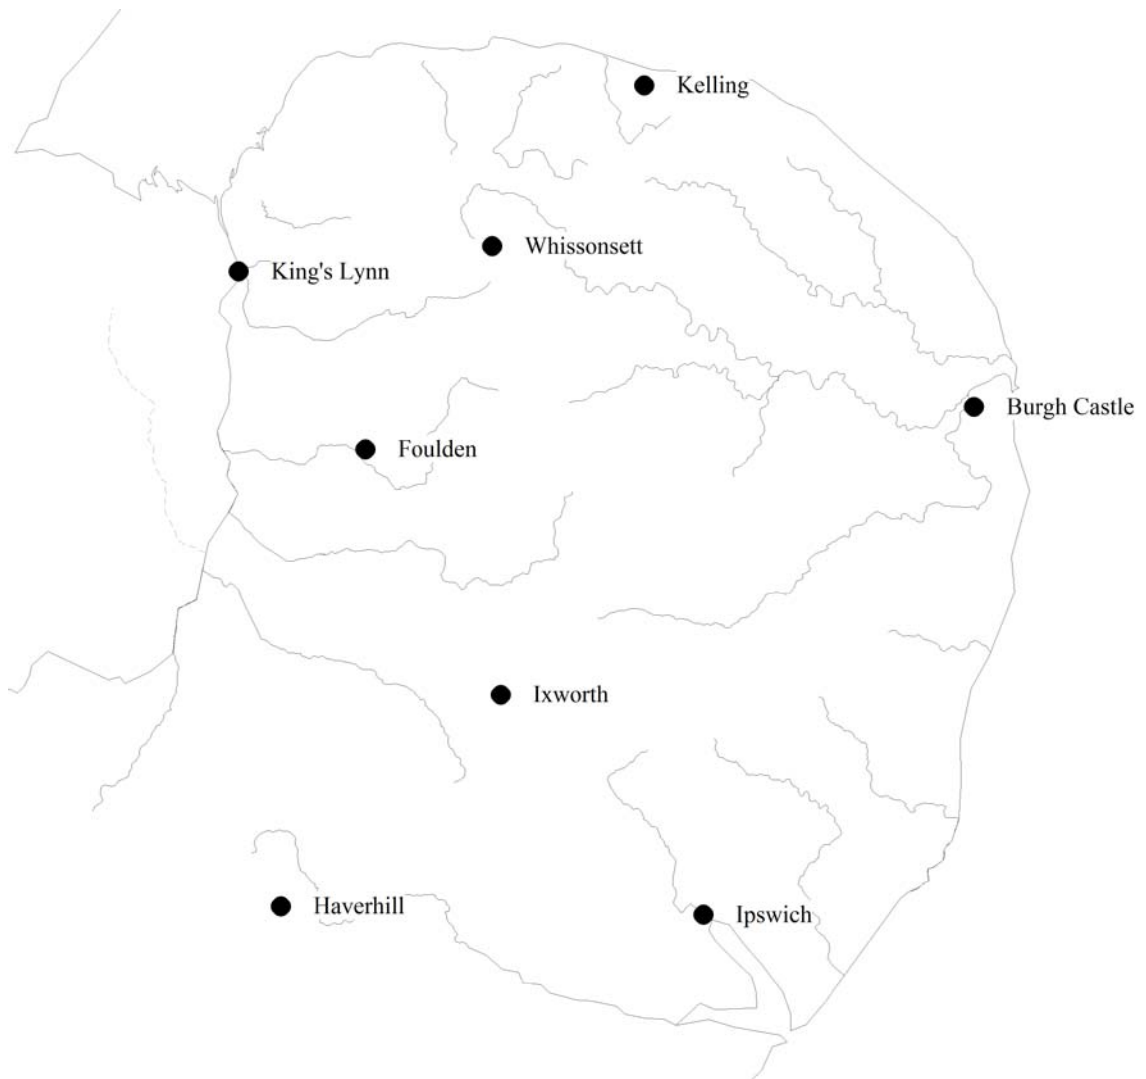 Kelling
Whissonsett
King's Lynn
Burgh Castle
Foulden
Ixworth
Haverhill
Ipswich